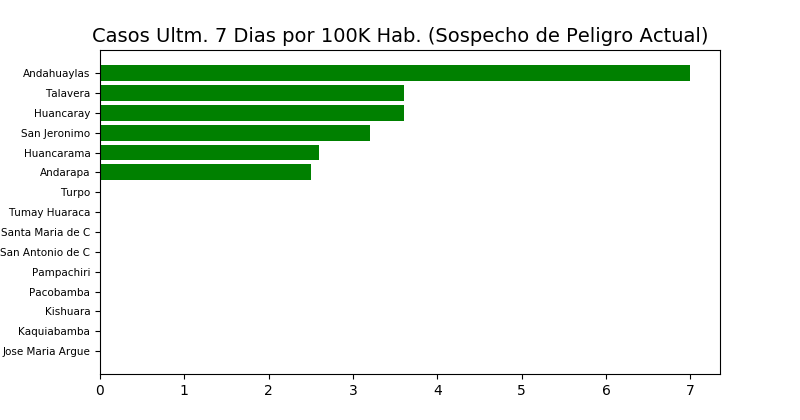 Casos Ultm. 7 Dias por 100K Hab. (Sospecho de Peligro Actual)
Andahuaylas
Talavera
Huancaray
San Jeronimo
Huancarama
Andarapa
Turpo
Tumay Huaraca
Santa Maria de C
San Antonio de C
Pampachiri
Pacobamba
Kishuara
Kaquiabamba
Jose Maria Argue
0 1 2 3 4 5 6 7